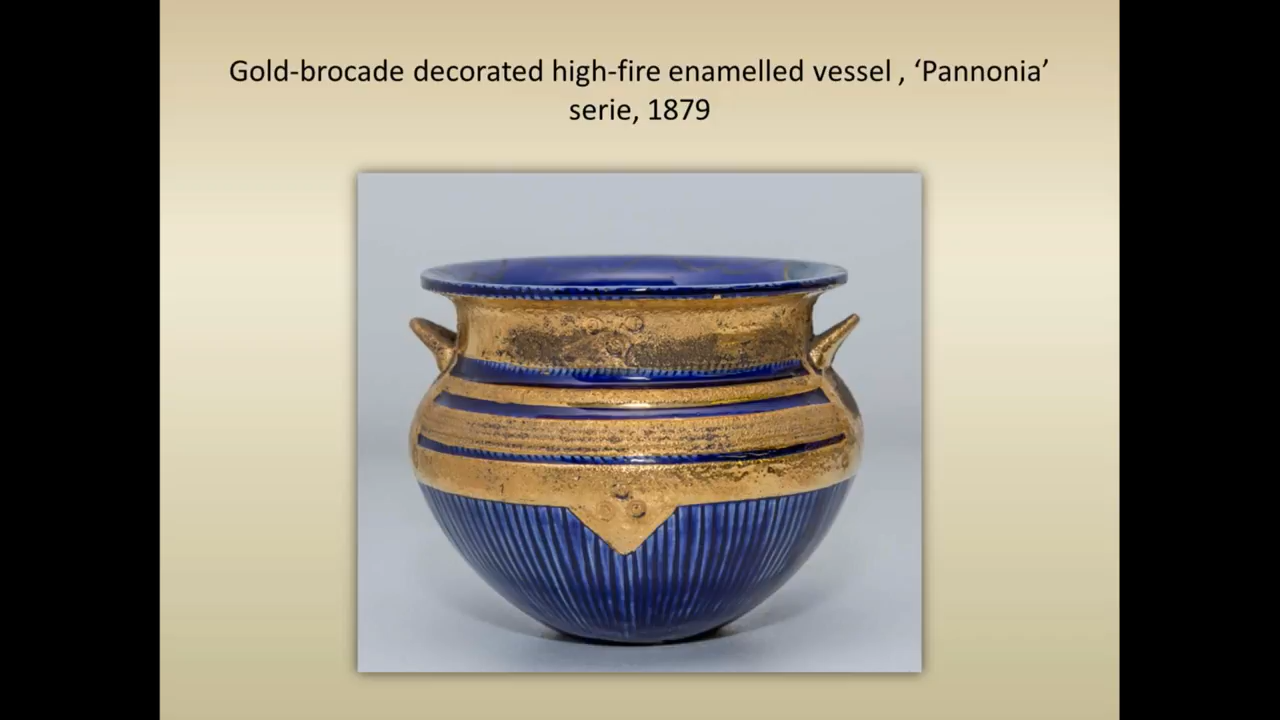 Gold-brocade decorated high-fire enamelled vessel , ‘Pannonia’
serie, 1879